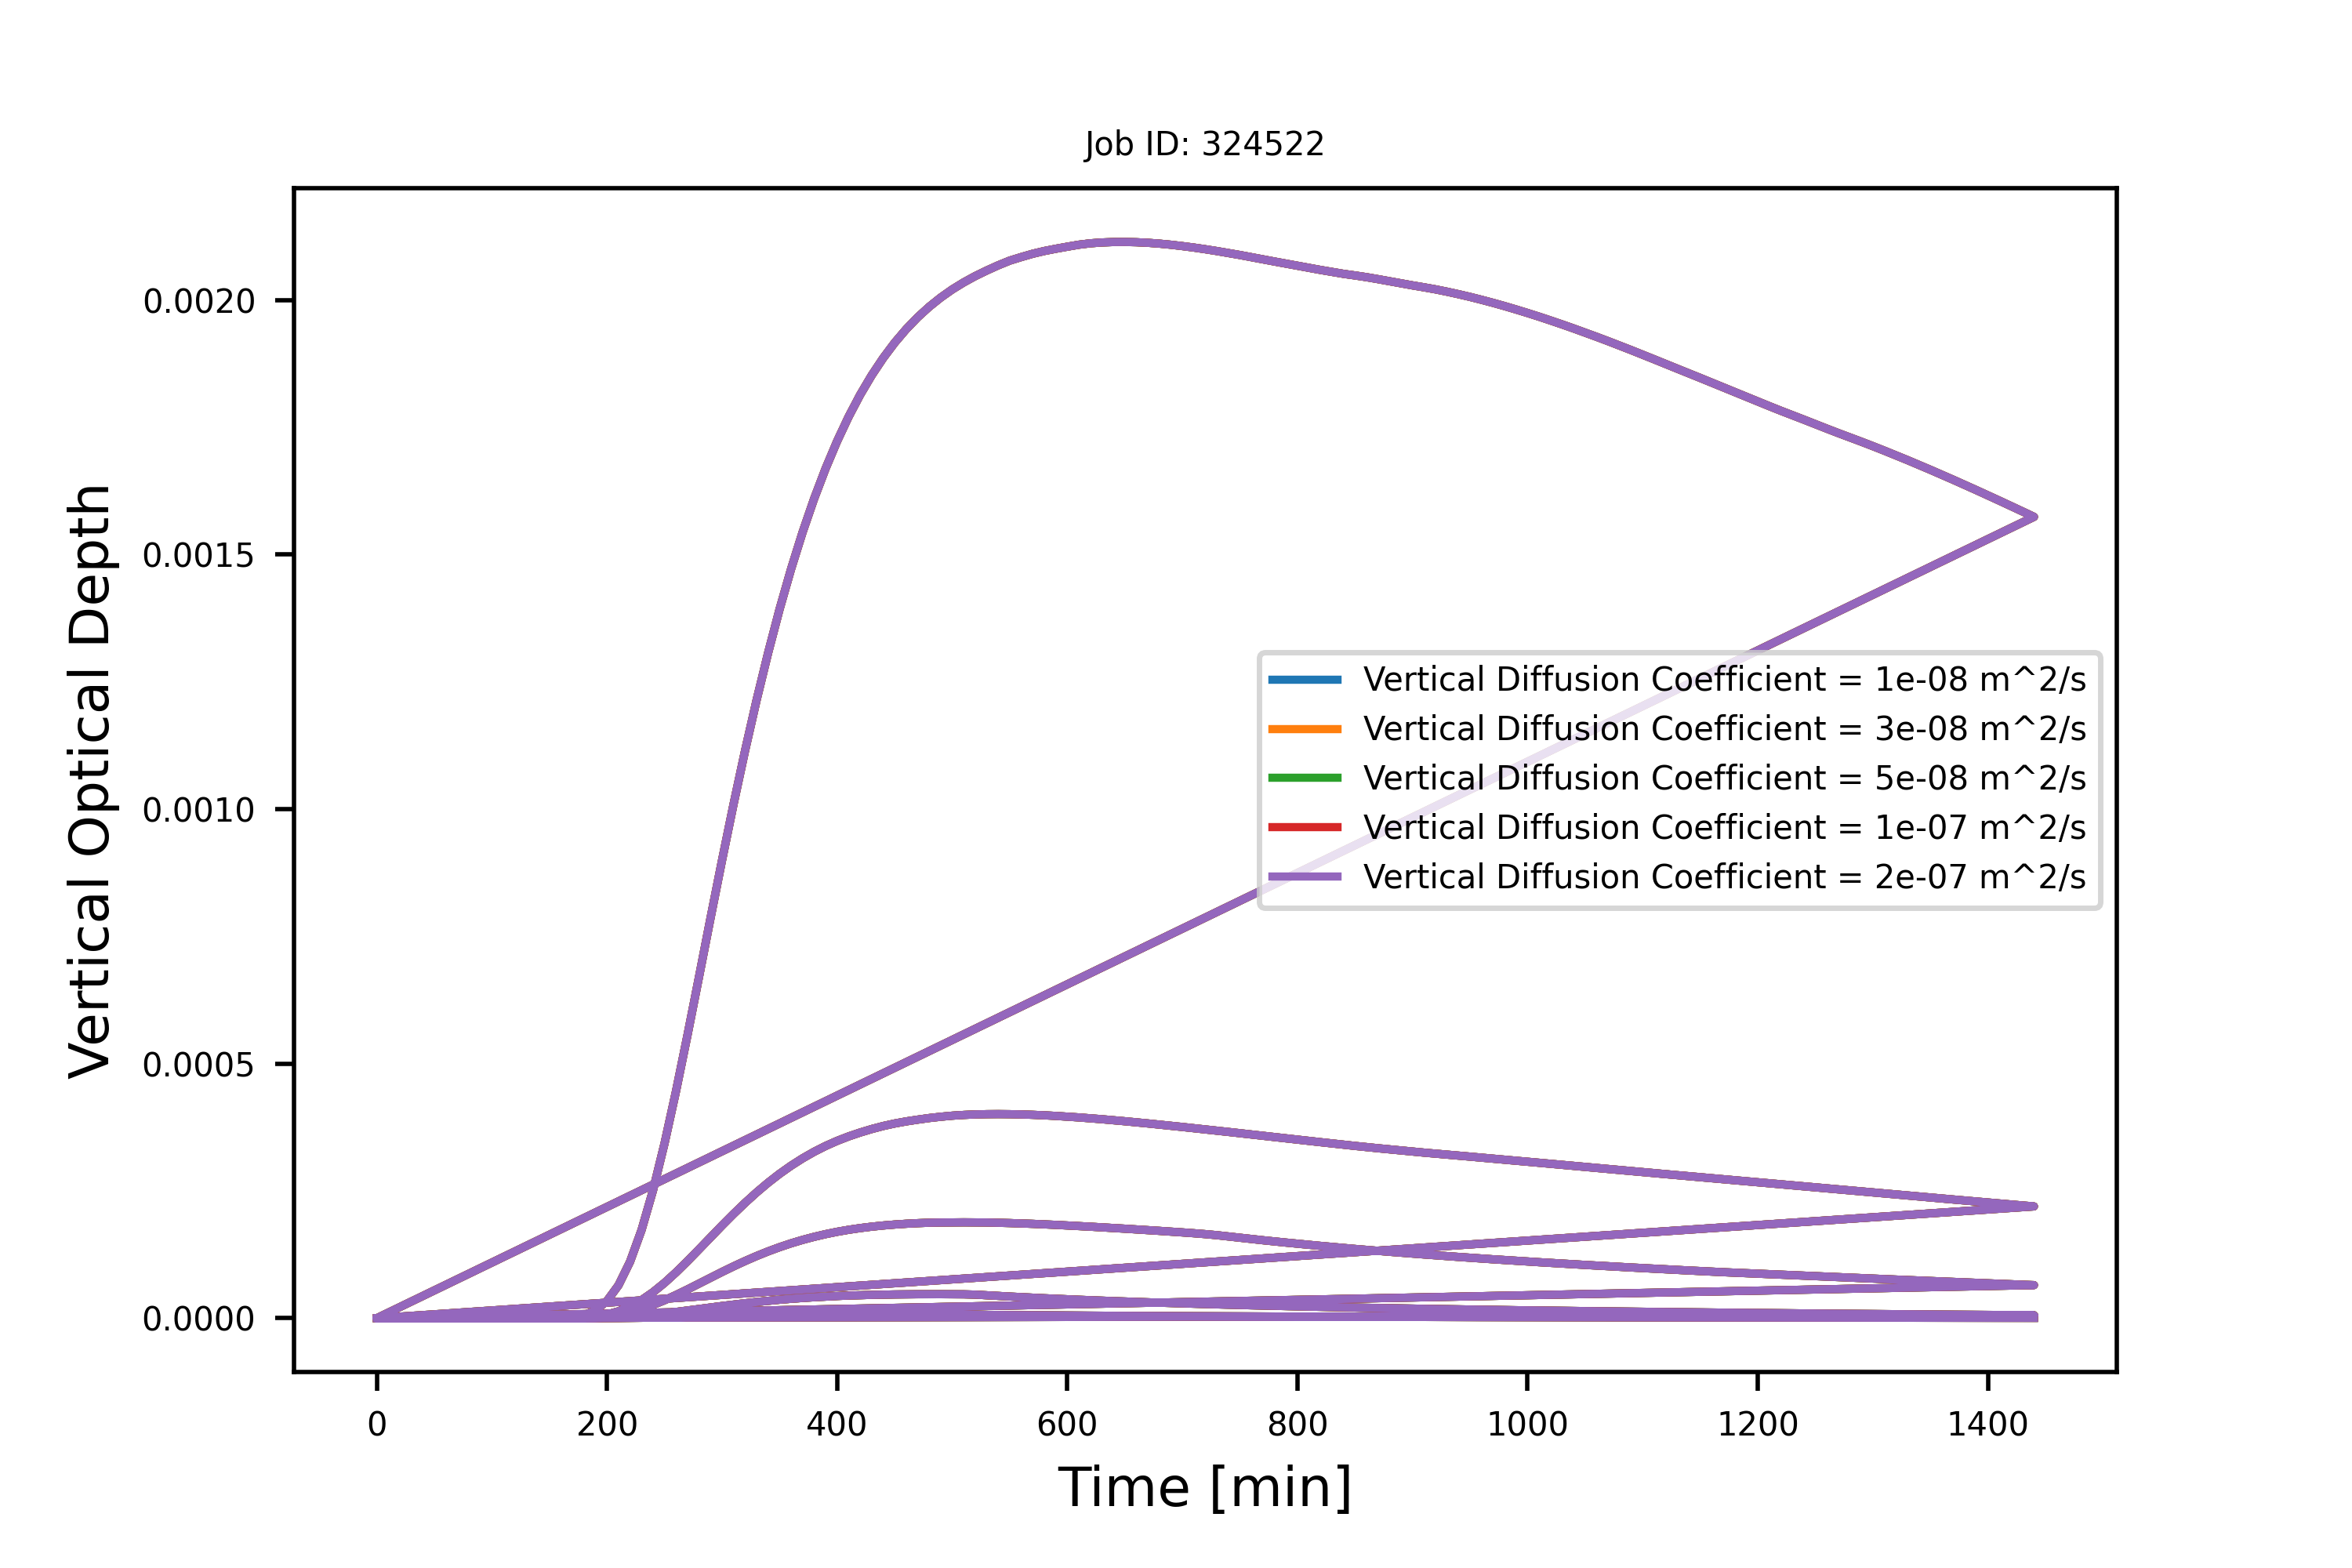 Job ID: 324522
Vertical Optical Depth
0.0020
0.0015
0.0010
0.0005
0.0000
Vertical Diffusion Coefficient = 1e-08 m^2/s
Vertical Diffusion Coefficient = 3e-08 m^2/s
Vertical Diffusion Coefficient = 5e-08 m^2/s
Vertical Diffusion Coefficient = 1e-07 m^2/s
Vertical Diffusion Coefficient = 2e-07 m^2/s
0 200 400 600 800 1000 1200 1400
Time [min]